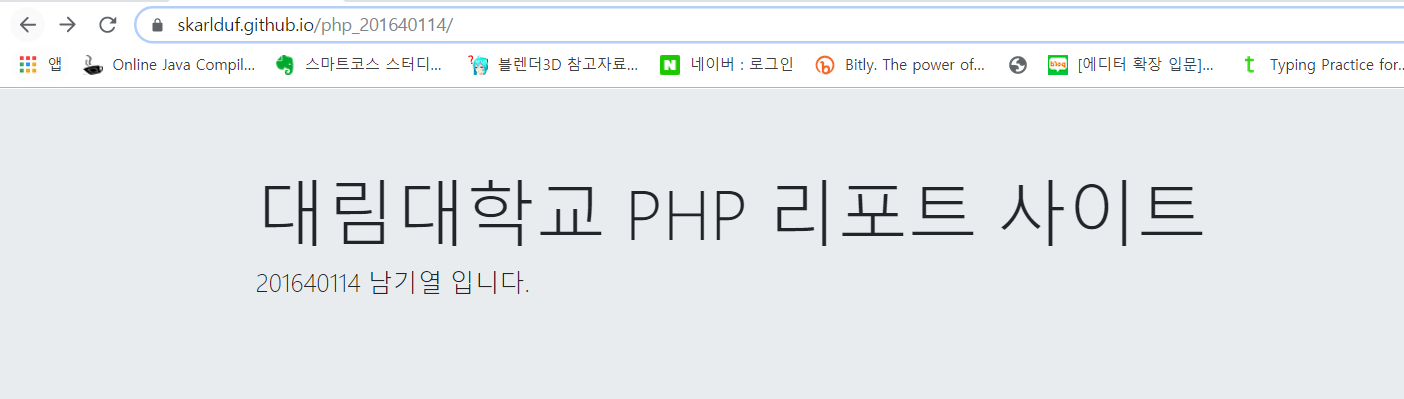 skarlduf.github.io/php_201640114/
앱 Online Java Compil... 스마트코스 스터디... 블렌더3D 참고자료... 네이버 : 로그인 Bitly. The power of... blog [에디터 확장 입문]... Typing Practice for...
대림대학교 PHP 리포트 사이트
201640114 남기열 입니다.